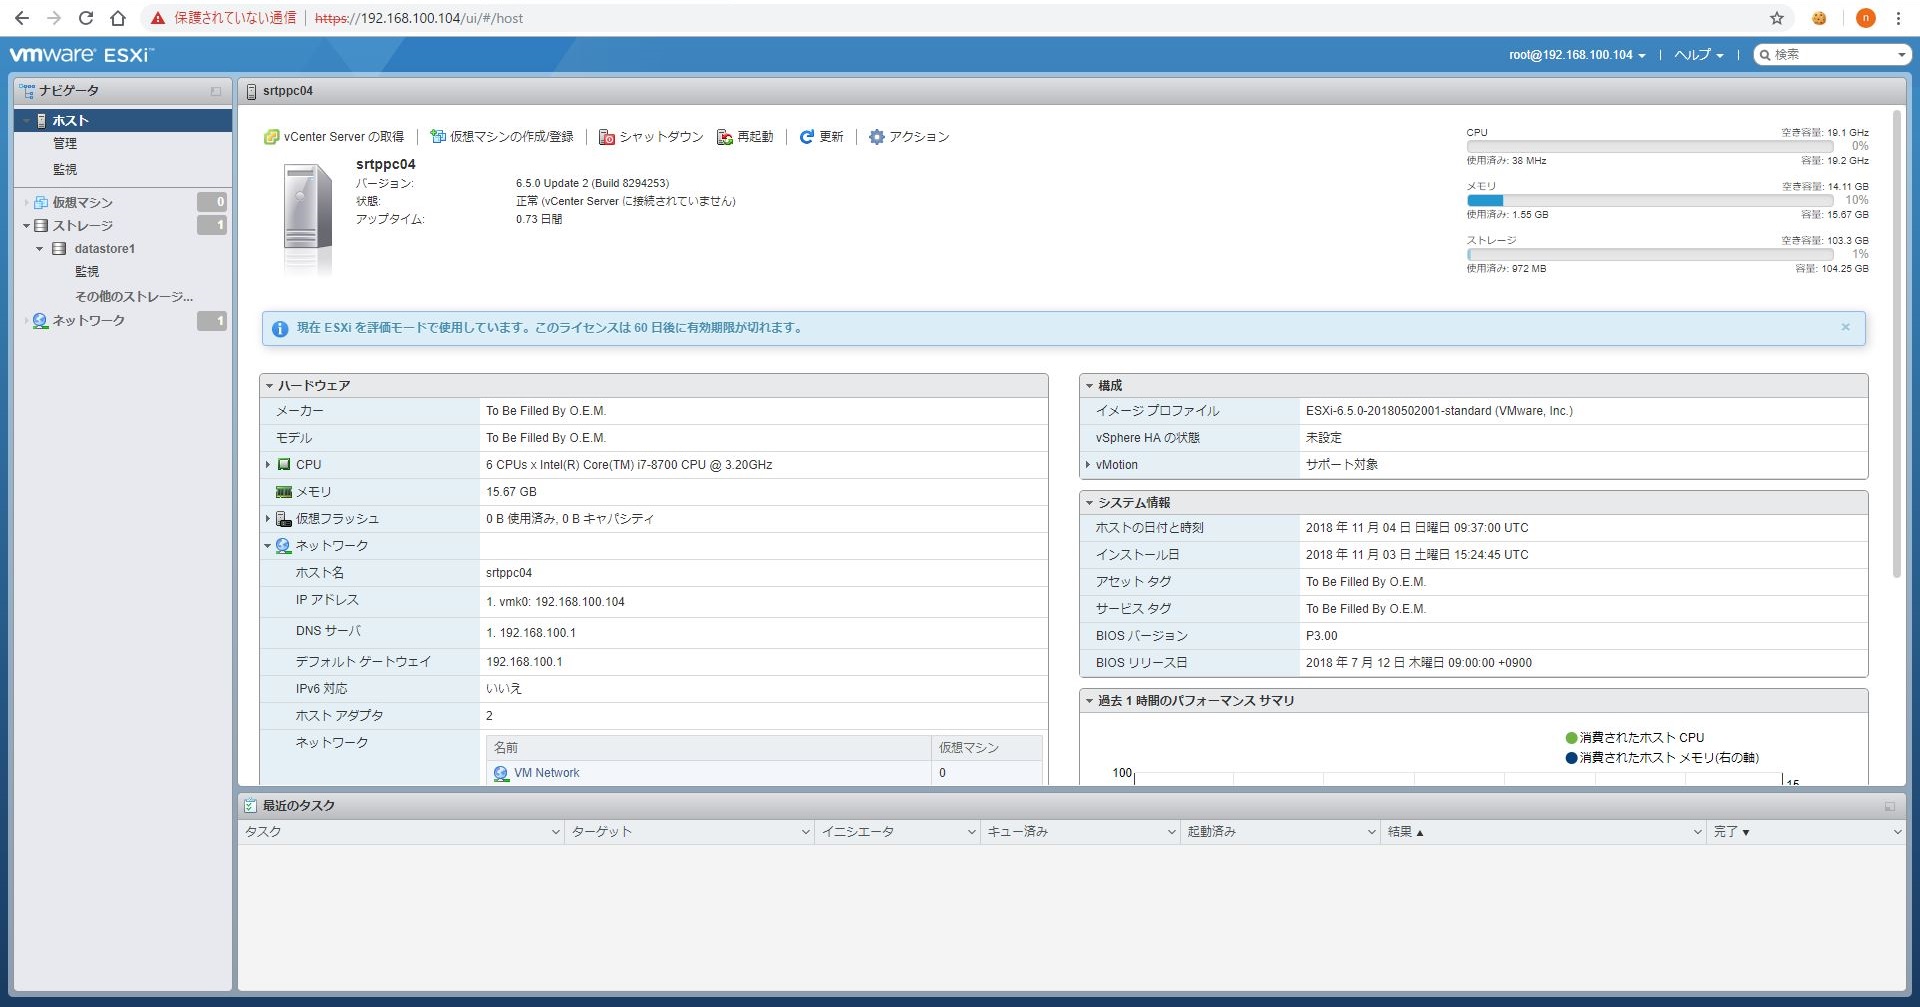 保護されていない通信 https://192.168.100.104/ui/#/host
n
vmware ESXi™
root@192.168.100.104 | ヘルプ | 検索
ナビゲータ
ホスト
管理
監視
仮想マシン 0
ストレージ 1
datastore1
監視
その他のストレージ...
ネットワーク 1
srtppc04
vCenter Server の取得 | 仮想マシンの作成/登録 | シャットダウン 再起動 | 更新 | アクション
srtppc04
バージョン: 6.5.0 Update 2 (Build 8294253)
状態: 正常 (vCenter Server に接続されていません)
アップタイム: 0.73 日間
CPU 空き容量: 19.1 GHz
0%
使用済み: 38 MHz 容量: 19.2 GHz
メモリ 空き容量: 14.11 GB
10%
使用済み: 1.55 GB 容量: 15.67 GB
ストレージ 空き容量: 103.3 GB
1%
使用済み: 972 MB 容量: 104.25 GB
現在 ESXi を評価モードで使用しています。このライセンスは 60 日後に有効期限が切れます。
ハードウェア
メーカー To Be Filled By O.E.M.
モデル To Be Filled By O.E.M.
CPU 6 CPUs x Intel(R) Core(TM) i7-8700 CPU @ 3.20GHz
メモリ 15.67 GB
仮想フラッシュ 0 B 使用済み, 0 B キャパシティ
ネットワーク
ホスト名 srtppc04
IP アドレス 1. vmk0: 192.168.100.104
DNS サーバ 1. 192.168.100.1
デフォルト ゲートウェイ 192.168.100.1
IPv6 対応 いいえ
ホスト アダプタ 2
ネットワーク 名前 仮想マシン
VM Network 0
構成
イメージ プロファイル ESXi-6.5.0-20180502001-standard (VMware, Inc.)
vSphere HA の状態 未設定
vMotion サポート対象
システム情報
ホストの日付と時刻 2018 年 11 月 04 日 日曜日 09:37:00 UTC
インストール日 2018 年 11 月 03 日 土曜日 15:24:45 UTC
アセット タグ To Be Filled By O.E.M.
サービス タグ To Be Filled By O.E.M.
BIOS バージョン P3.00
BIOS リリース日 2018 年 7 月 12 日 木曜日 09:00:00 +0900
過去 1 時間のパフォーマンス サマリ
消費されたホスト CPU
消費されたホスト メモリ(右の軸)
100 15
最近のタスク
タスク ターゲット イニシエータ キュー済み 起動済み 結果 ▲ 完了 ▼